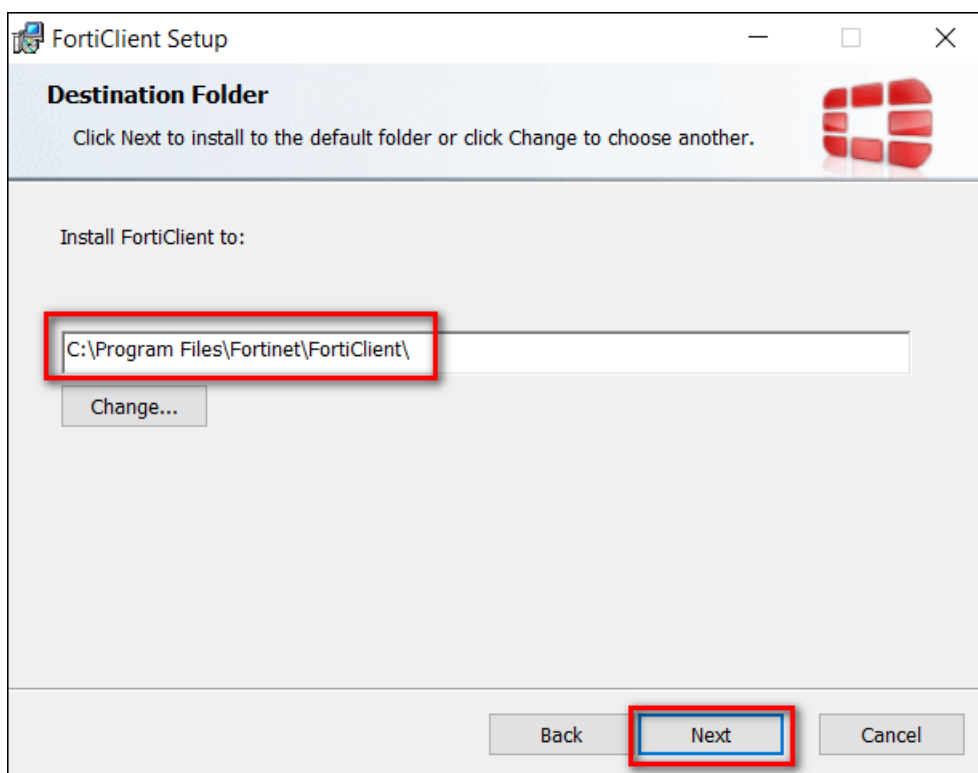 FortiClient Setup
Destination Folder
Click Next to install to the default folder or click Change to choose another.
Install FortiClient to:
C:\Program Files\Fortinet\FortiClient\
Change...
Back Next Cancel